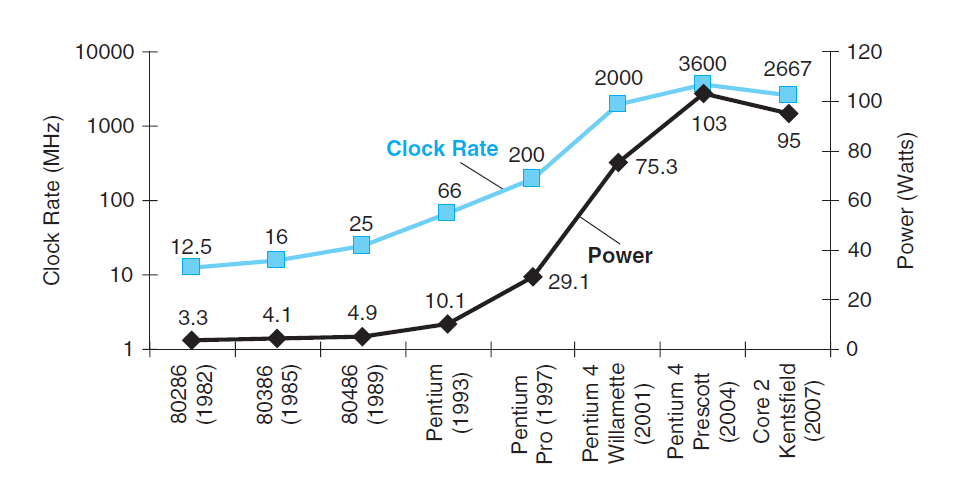 10000
1000
100
10
1
Clock Rate (MHz)
120
100
80
60
40
20
0
Power (Watts)
Clock Rate
Power
12.5
16
25
66
200
2000
3600
2667
3.3
4.1
4.9
10.1
29.1
75.3
103
95
80286
(1982)
80386
(1985)
80486
(1989)
Pentium
(1993)
Pentium
Pro (1997)
Pentium 4
Willamette
(2001)
Pentium 4
Prescott
(2004)
Core 2
Kentsfield
(2007)